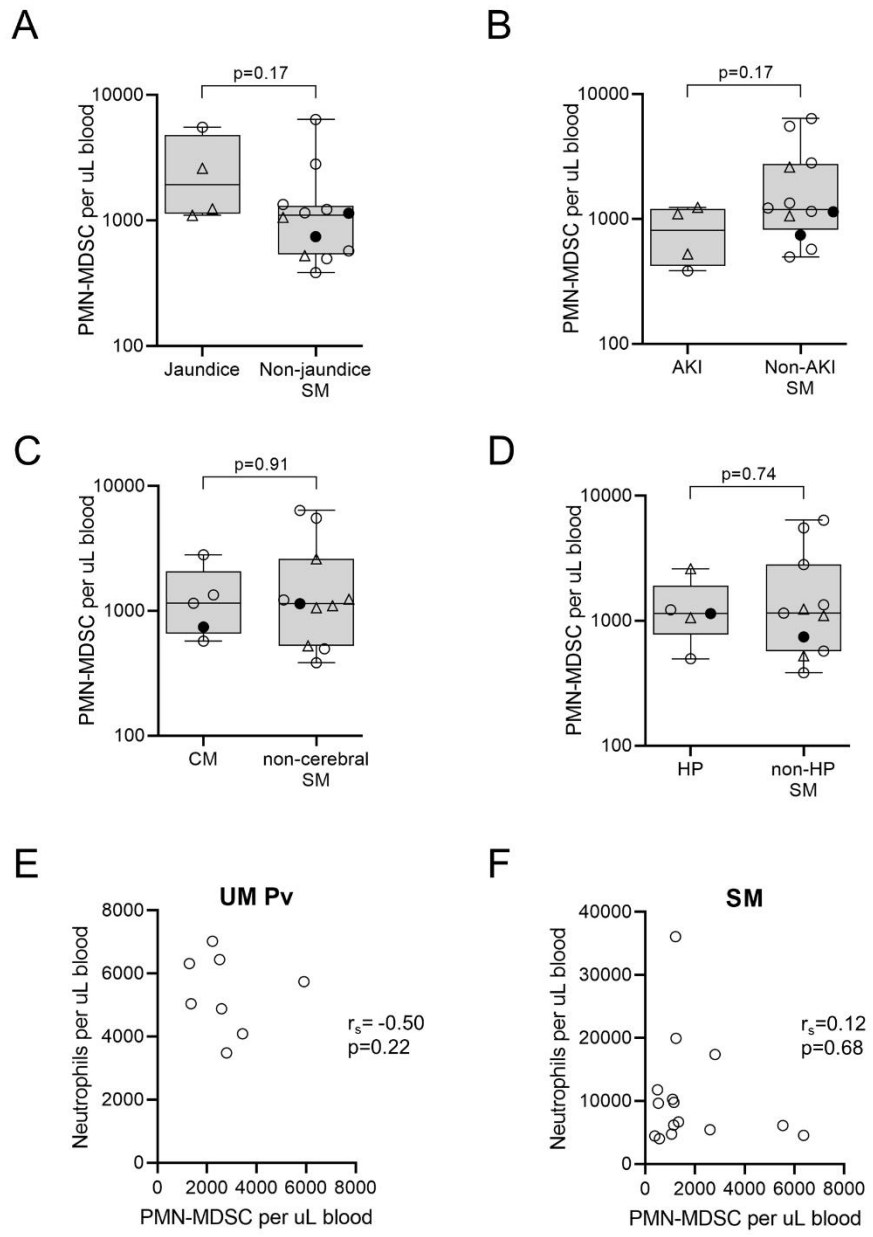 A
p=0.17
PMN-MDSC per uL blood
10000
1000
100
Jaundice
Non-jaundice
SM
B
p=0.17
PMN-MDSC per uL blood
10000
1000
100
AKI
Non-AKI
SM
C
p=0.91
PMN-MDSC per uL blood
10000
1000
100
CM
non-cerebral
SM
D
p=0.74
PMN-MDSC per uL blood
10000
1000
100
HP
non-HP
SM
E
UM Pv
Neutrophils per uL blood
8000
6000
4000
2000
0
rs= -0.50
p=0.22
0 2000 4000 6000 8000
PMN-MDSC per uL blood
F
SM
Neutrophils per uL blood
40000
30000
20000
10000
0
rs=0.12
p=0.68
0 2000 4000 6000 8000
PMN-MDSC per uL blood